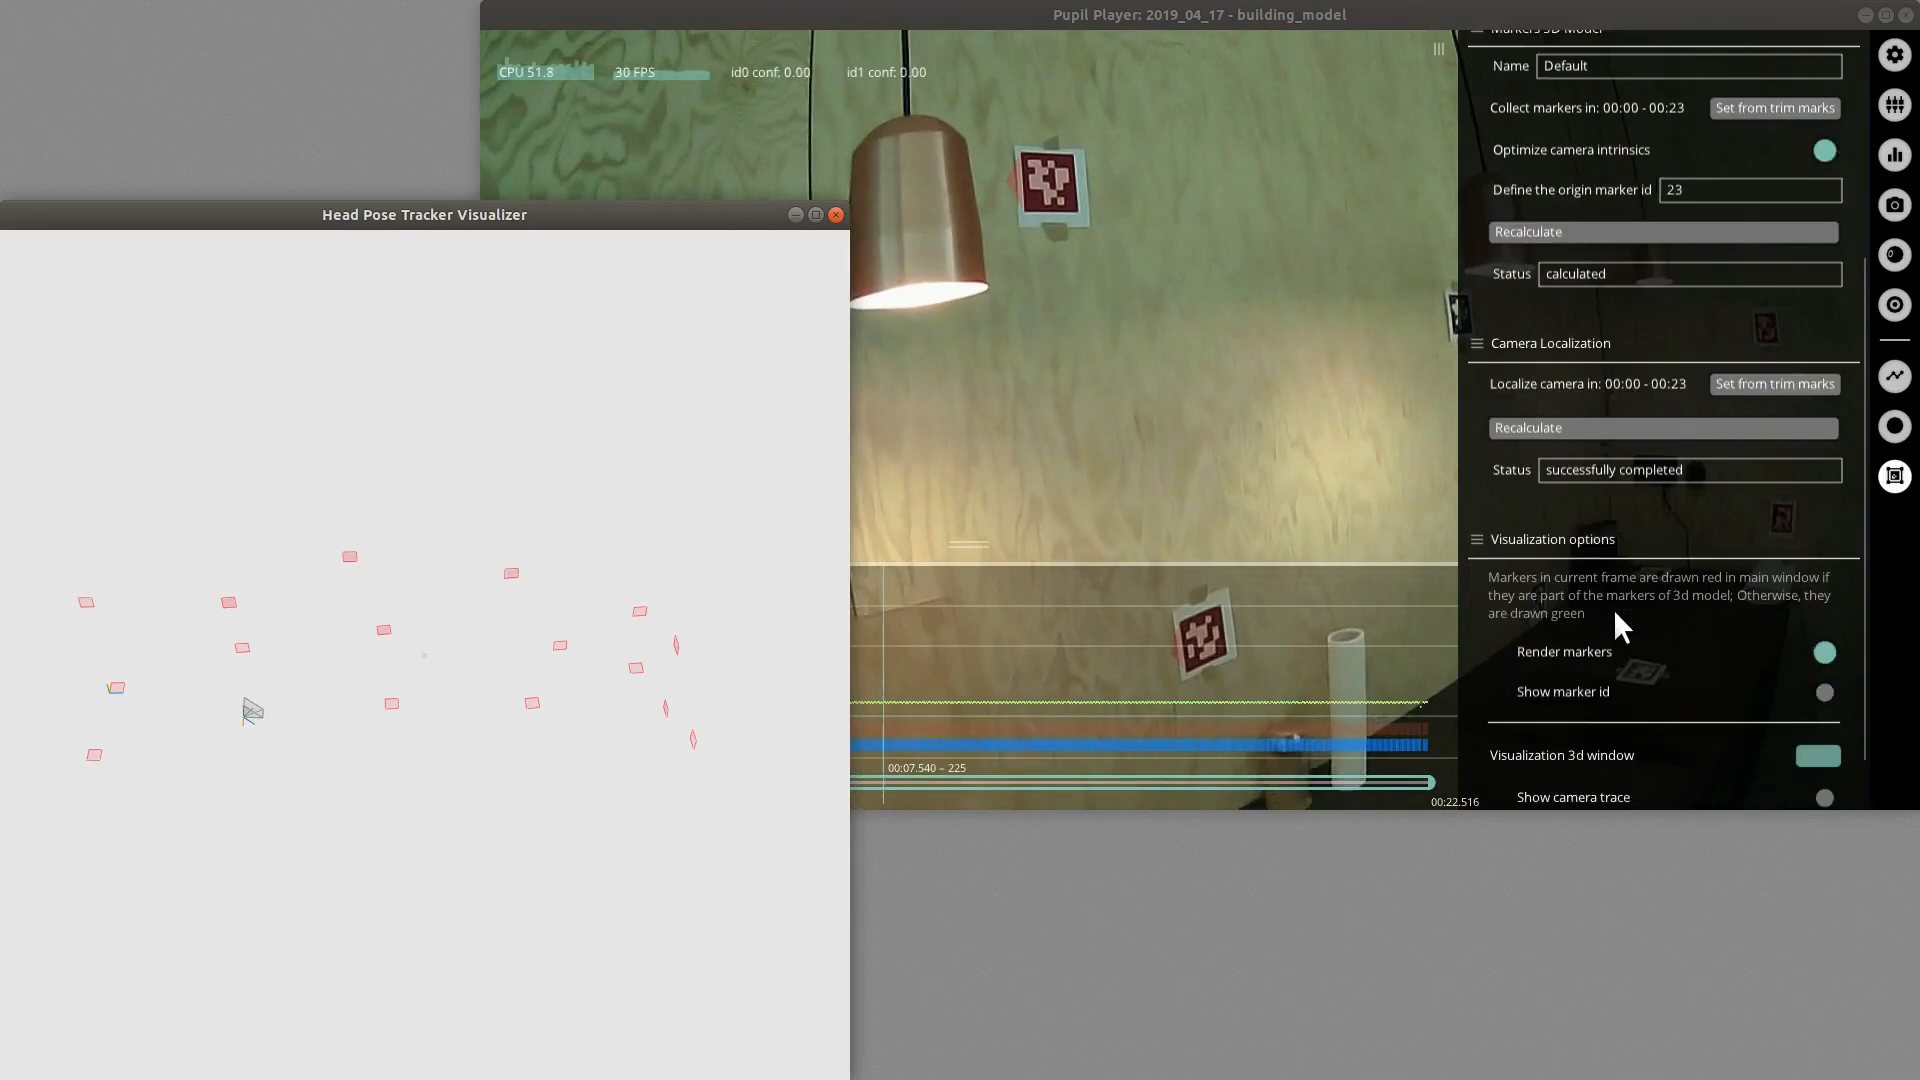 Pupil Player: 2019_04_17 - building_model
CPU 51.8
30 FPS
id0 conf: 0.00
id1 conf: 0.00
Head Pose Tracker Visualizer
00:07.540 – 225
00:22.516
Markers 3D Model
Name Default
Collect markers in: 00:00 - 00:23 Set from trim marks
Optimize camera intrinsics
Define the origin marker id 23
Recalculate
Status calculated
Camera Localization
Localize camera in: 00:00 - 00:23 Set from trim marks
Recalculate
Status successfully completed
Visualization options
Markers in current frame are drawn red in main window if
they are part of the markers of 3d model; Otherwise, they
are drawn green
Render markers
Show marker id
Visualization 3d window
Show camera trace